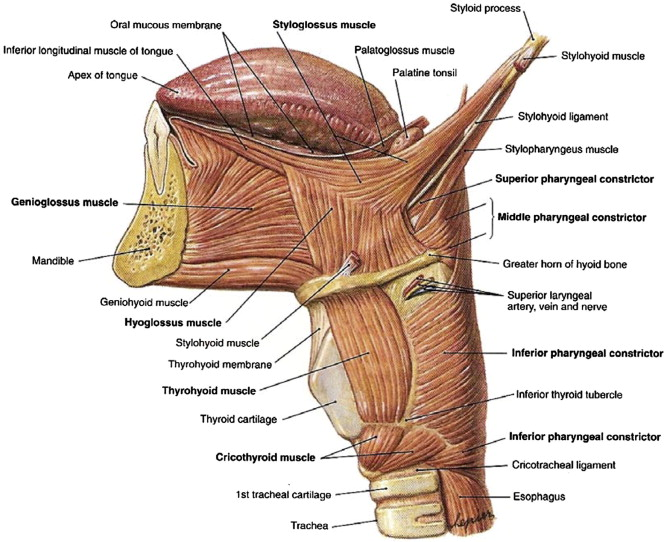 Styloid process
Oral mucous membrane
Styloglossus muscle
Inferior longitudinal muscle of tongue
Palatoglossus muscle
Stylohyoid muscle
Apex of tongue
Palatine tonsil
Stylohyoid ligament
Stylopharyngeus muscle
Superior pharyngeal constrictor
Genioglossus muscle
Middle pharyngeal constrictor
Mandible
Greater horn of hyoid bone
Geniohyoid muscle
Superior laryngeal
artery, vein and nerve
Hyoglossus muscle
Stylohyoid muscle
Thyrohyoid membrane
Inferior pharyngeal constrictor
Thyrohyoid muscle
Inferior thyroid tubercle
Thyroid cartilage
Inferior pharyngeal constrictor
Cricothyroid muscle
Cricotracheal ligament
1st tracheal cartilage
Esophagus
Trachea